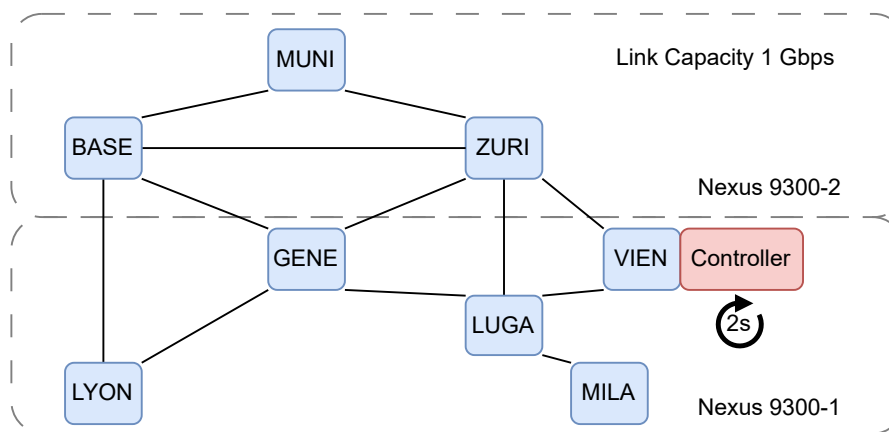 MUNI
Link Capacity 1 Gbps
BASE
ZURI
Nexus 9300-2
GENE
VIEN
Controller
LUGA
2s
LYON
MILA
Nexus 9300-1